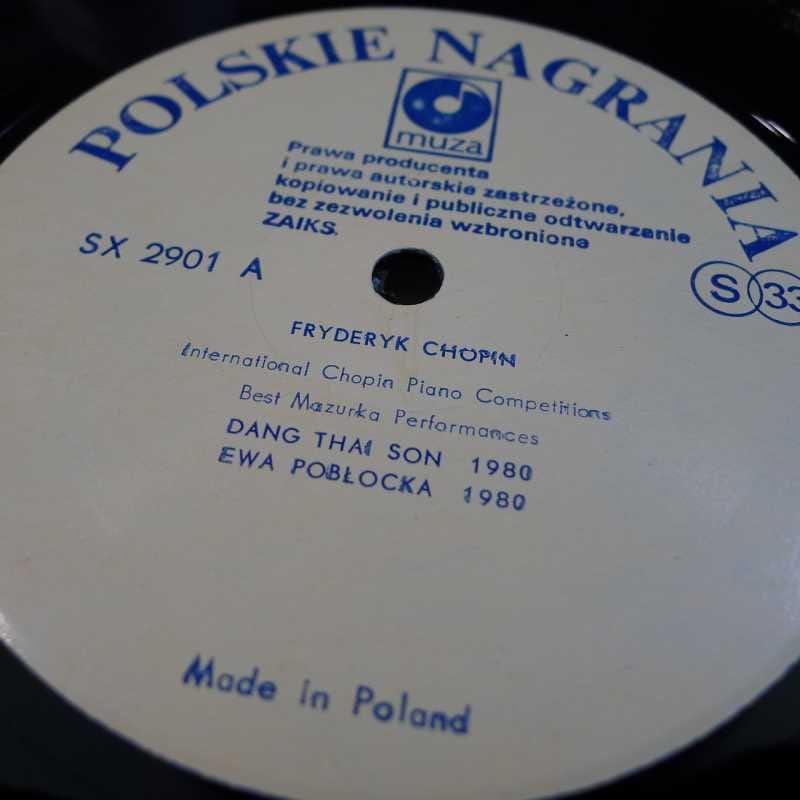 POLSKIE NAGRANIA
muza
Prawa producenta
i prawa autorskie zastrzeżone,
kopiowanie i publiczne odtwarzanie
bez zezwolenia wzbronione
ZAIKS.
SX 2901 A
S 33
FRYDERYK CHOPIN
International Chopin Piano Competitions
Best Mazurka Performances
DANG THAI SON 1980
EWA POBŁOCKA 1980
Made in Poland